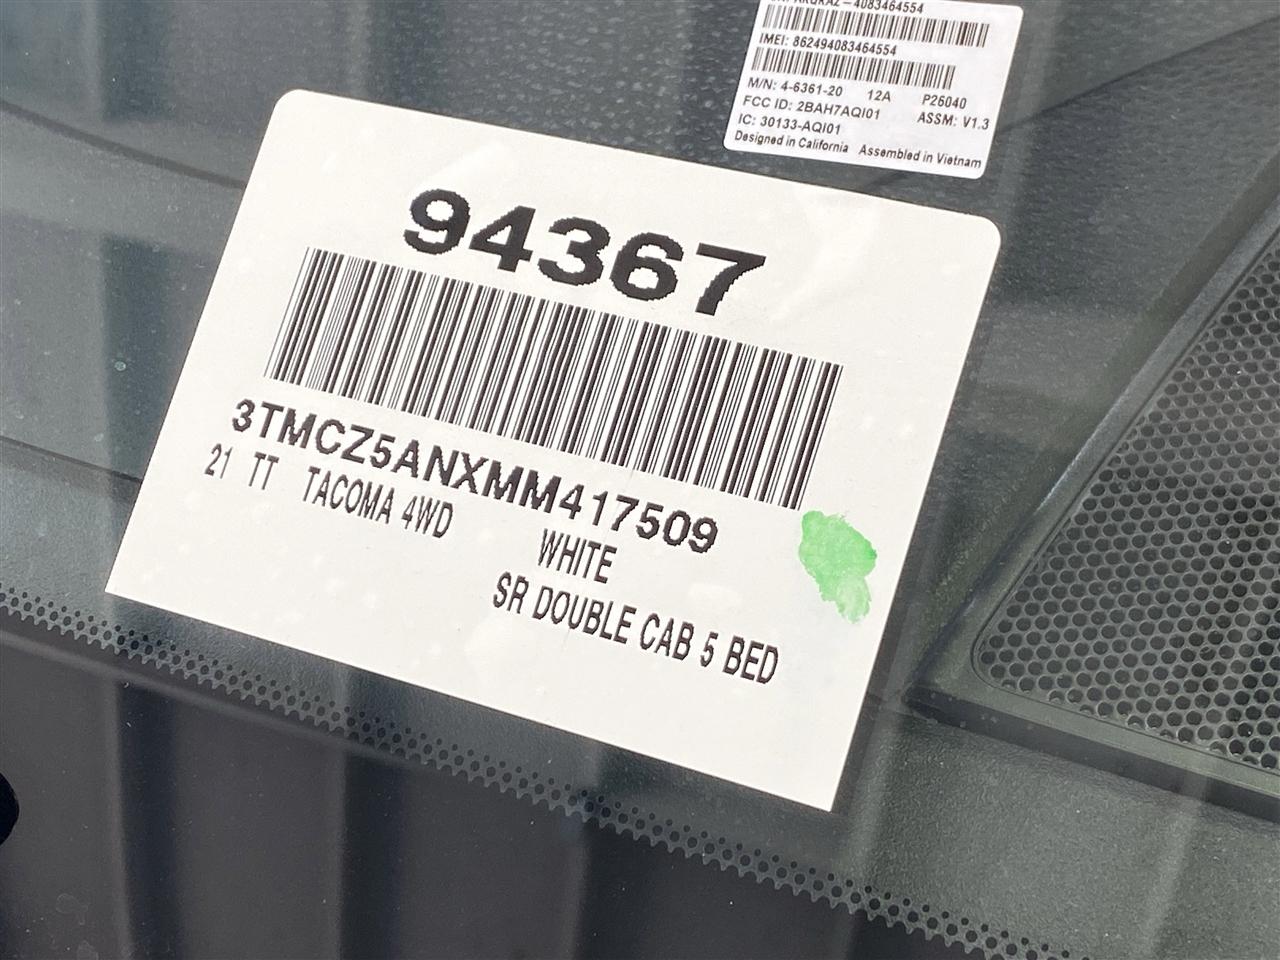 4083464554
IMEI: 862494083464554
M/N: 4-6361-20 12A P26040
FCC ID: 2BAH7AQI01 ASSM: V1.3
IC: 30133-AQI01
Designed in California Assembled in Vietnam
94367
3TMCZ5ANXMM417509
21 TT TACOMA 4WD WHITE
SR DOUBLE CAB 5 BED